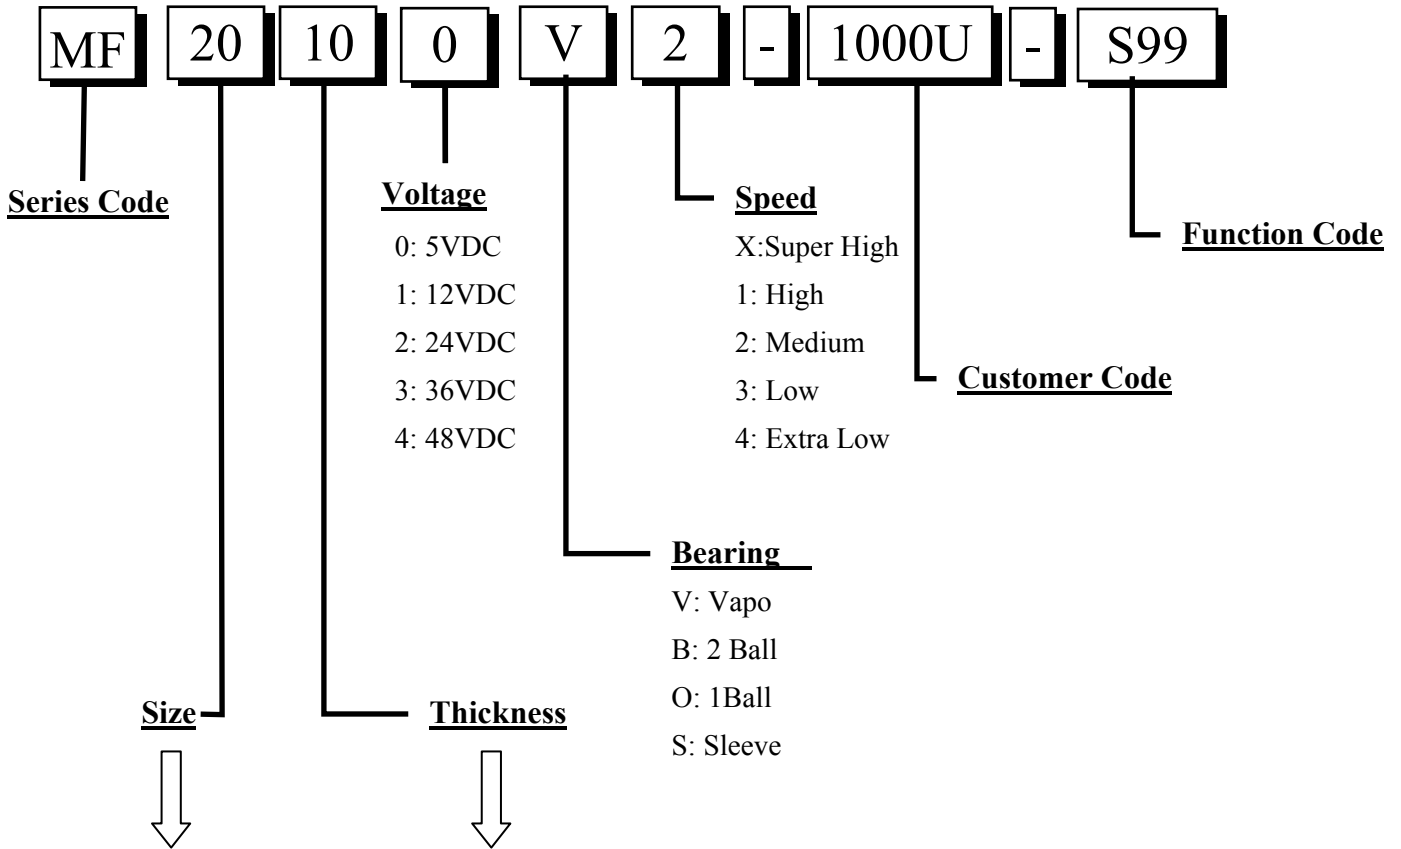 MF 20 10 0 V 2 - 1000U - S99
Series Code
Voltage
0: 5VDC
1: 12VDC
2: 24VDC
3: 36VDC
4: 48VDC
Speed
X:Super High
1: High
2: Medium
3: Low
4: Extra Low
Function Code
Customer Code
Bearing
V: Vapo
B: 2 Ball
O: 1Ball
S: Sleeve
Size
Thickness